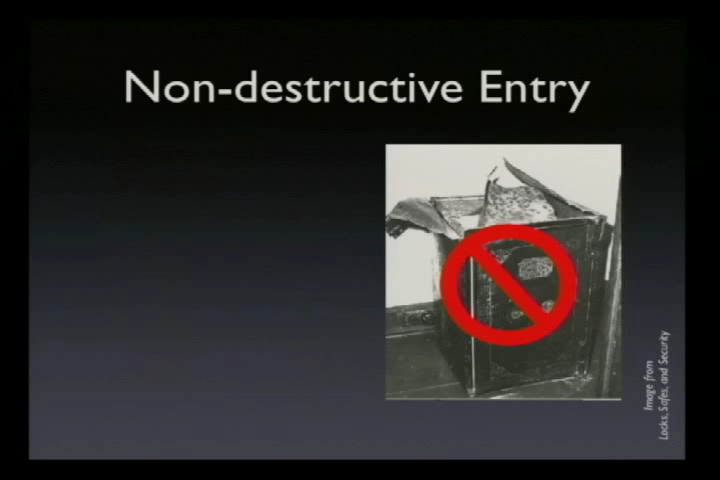 Non-destructive Entry
Image from
Locks, Safes, and Security